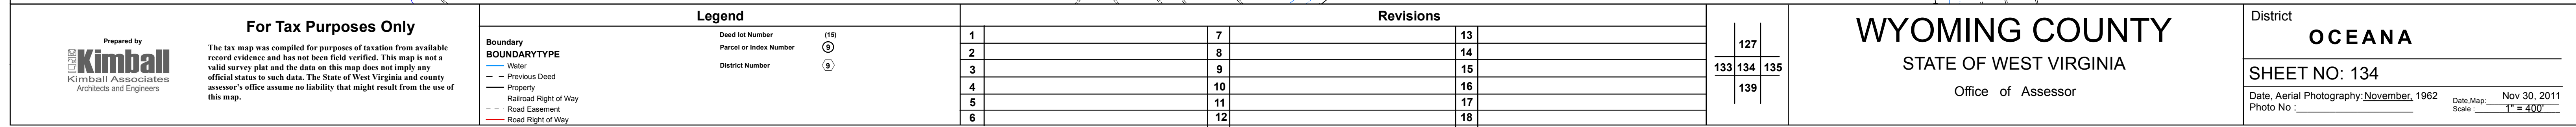 Prepared by
Kimball
Kimball Associates
Architects and Engineers
For Tax Purposes Only
The tax map was compiled for purposes of taxation from available
record evidence and has not been field verified. This map is not a
valid survey plat and the data on this map does not imply any
official status to such data. The State of West Virginia and county
assessor's office assume no liability that might result from the use of
this map.
Legend
Boundary
BOUNDARYTYPE
Water
Previous Deed
Property
Railroad Right of Way
Road Easement
Road Right of Way
Deed lot Number (15)
Parcel or Index Number 9
District Number 9
Revisions
1 7 13
2 8 14
3 9 15
4 10 16
5 11 17
6 12 18
127
133 134 135
139
WYOMING COUNTY
STATE OF WEST VIRGINIA
Office of Assessor
District
OCEANA
SHEET NO: 134
Date, Aerial Photography: November, 1962
Photo No :
Date,Map: Nov 30, 2011
Scale : 1" = 400'